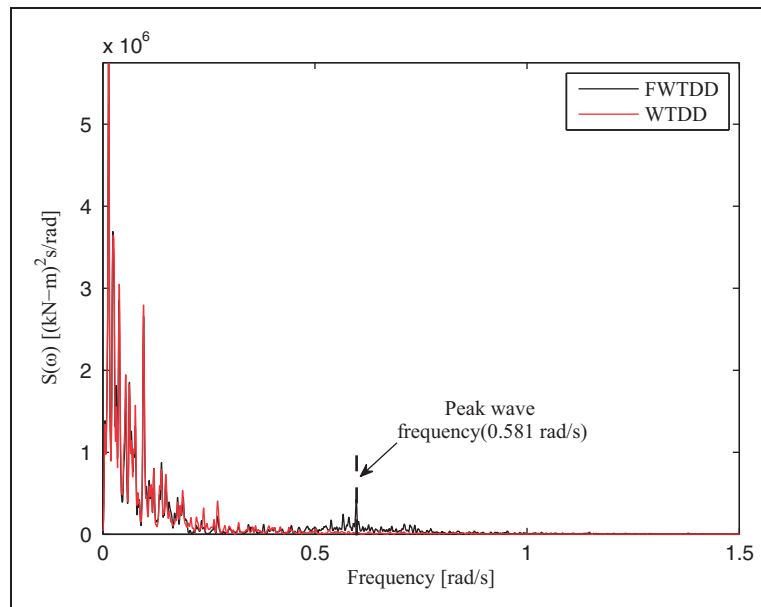 x 10^6
FWTDD
WTDD
5
4
3
2
1
0
S(ω) [(kN−m)^2s/rad]
Peak wave
frequency(0.581 rad/s)
0
0.5
1
1.5
Frequency [rad/s]